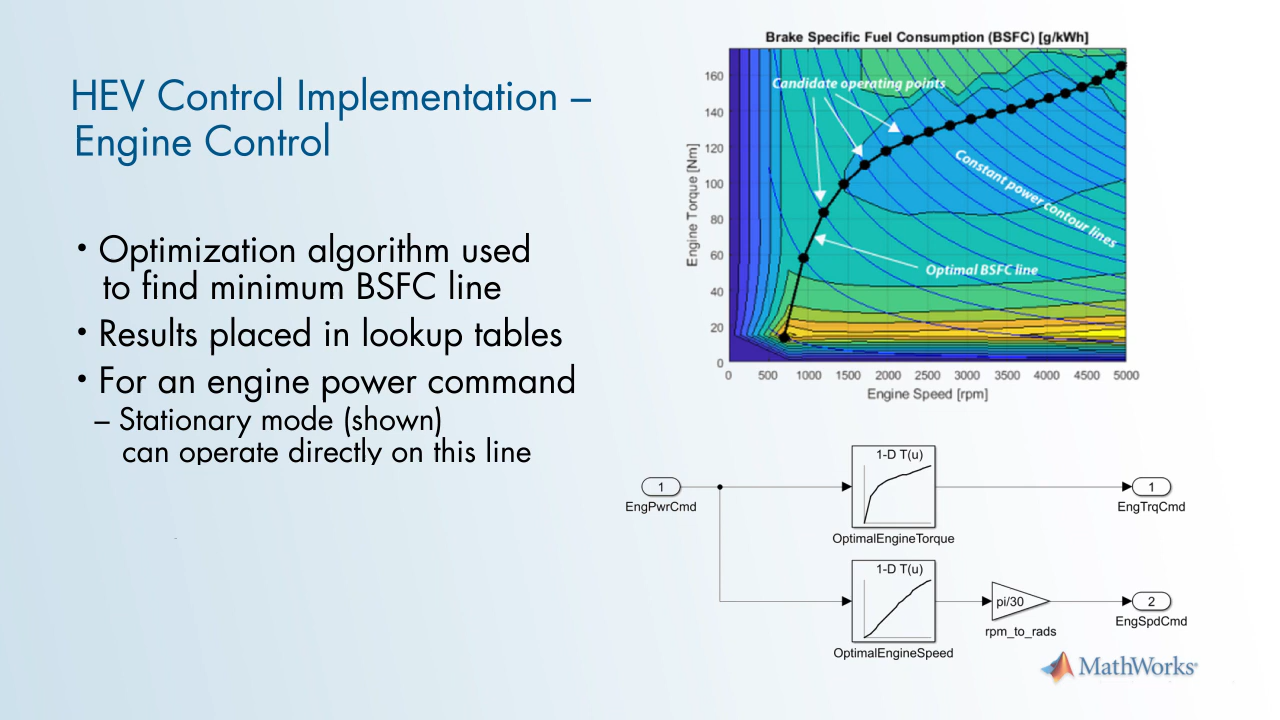 HEV Control Implementation –
Engine Control
• Optimization algorithm used
to find minimum BSFC line
• Results placed in lookup tables
• For an engine power command
– Stationary mode (shown)
can operate directly on this line
Brake Specific Fuel Consumption (BSFC) [g/kWh]
Engine Torque [Nm]
160
140
120
100
80
60
40
20
0
Candidate operating points
Constant power contour lines
Optimal BSFC line
0 500 1000 1500 2000 2500 3000 3500 4000 4500 5000
Engine Speed [rpm]
1
EngPwrCmd
1-D T(u)
OptimalEngineTorque
1
EngTrqCmd
1-D T(u)
OptimalEngineSpeed
pi/30
rpm_to_rads
2
EngSpdCmd
MathWorks®